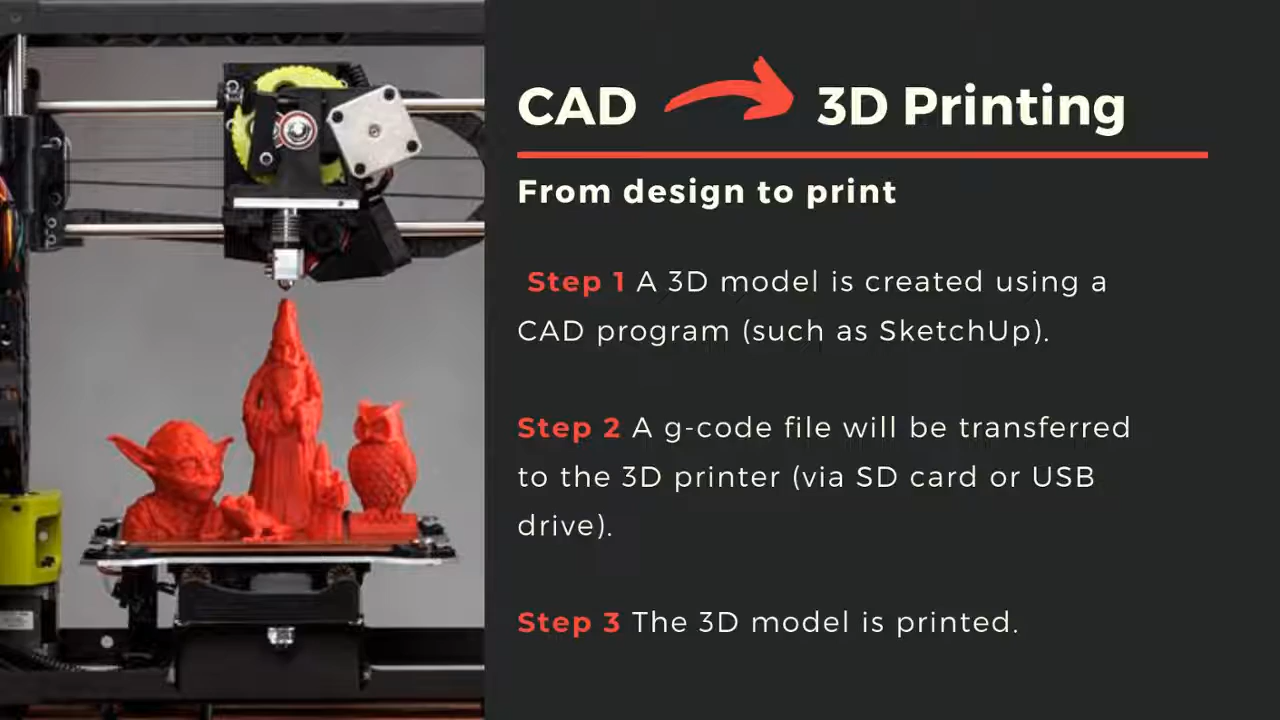 CAD 3D Printing
From design to print
Step 1 A 3D model is created using a
CAD program (such as SketchUp).
Step 2 A g-code file will be transferred
to the 3D printer (via SD card or USB
drive).
Step 3 The 3D model is printed.